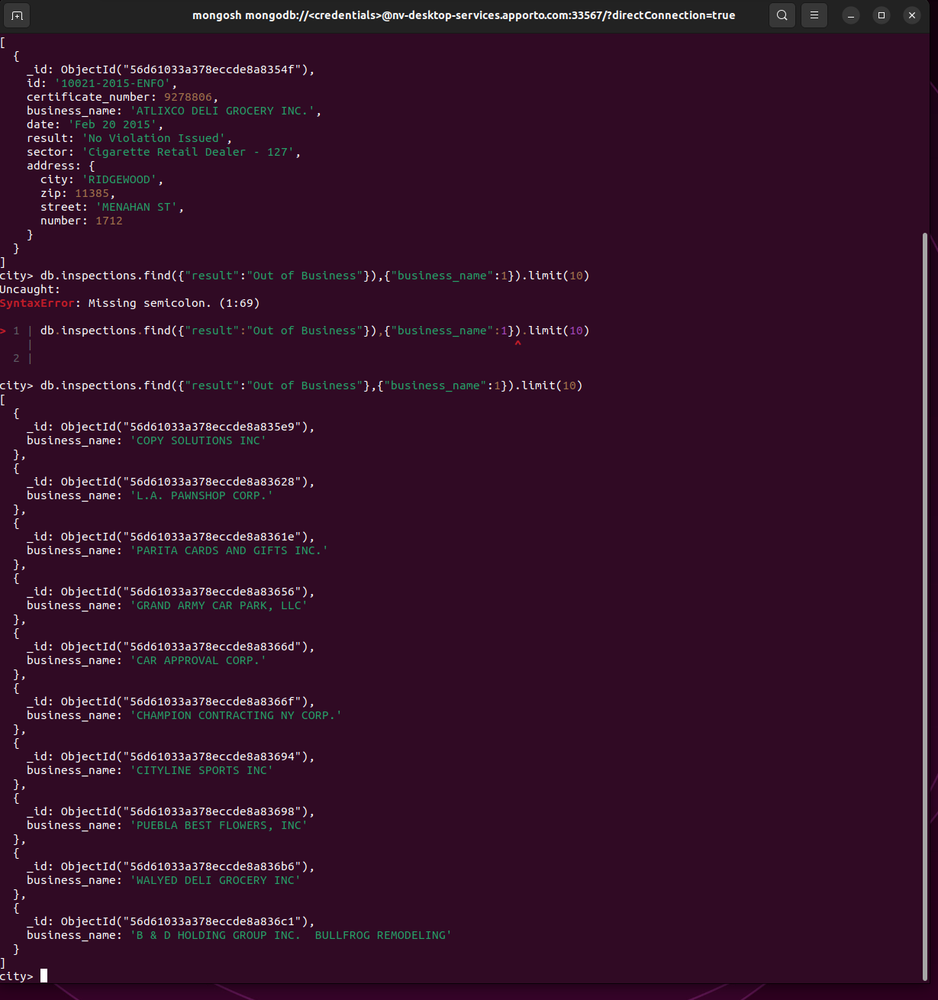 mongosh mongodb://<credentials>@nv-desktop-services.apporto.com:33567/?directConnection=true
[
  {
    _id: ObjectId("56d61033a378eccde8a8354f"),
    id: '10021-2015-ENFO',
    certificate_number: 9278806,
    business_name: 'ATLIXCO DELI GROCERY INC.',
    date: 'Feb 20 2015',
    result: 'No Violation Issued',
    sector: 'Cigarette Retail Dealer - 127',
    address: {
      city: 'RIDGEWOOD',
      zip: 11385,
      street: 'MENAHAN ST',
      number: 1712
    }
  }
]
city> db.inspections.find({"result":"Out of Business"}),{"business_name":1}).limit(10)
Uncaught:
SyntaxError: Missing semicolon. (1:69)
> 1 | db.inspections.find({"result":"Out of Business"}),{"business_name":1}).limit(10)
    |                                                                      ^
  2 |
city> db.inspections.find({"result":"Out of Business"},{"business_name":1}).limit(10)
[
  {
    _id: ObjectId("56d61033a378eccde8a835e9"),
    business_name: 'COPY SOLUTIONS INC'
  },
  {
    _id: ObjectId("56d61033a378eccde8a83628"),
    business_name: 'L.A. PAWNSHOP CORP.'
  },
  {
    _id: ObjectId("56d61033a378eccde8a8361e"),
    business_name: 'PARITA CARDS AND GIFTS INC.'
  },
  {
    _id: ObjectId("56d61033a378eccde8a83656"),
    business_name: 'GRAND ARMY CAR PARK, LLC'
  },
  {
    _id: ObjectId("56d61033a378eccde8a8366d"),
    business_name: 'CAR APPROVAL CORP.'
  },
  {
    _id: ObjectId("56d61033a378eccde8a8366f"),
    business_name: 'CHAMPION CONTRACTING NY CORP.'
  },
  {
    _id: ObjectId("56d61033a378eccde8a83694"),
    business_name: 'CITYLINE SPORTS INC'
  },
  {
    _id: ObjectId("56d61033a378eccde8a83698"),
    business_name: 'PUEBLA BEST FLOWERS, INC'
  },
  {
    _id: ObjectId("56d61033a378eccde8a836b6"),
    business_name: 'WALYED DELI GROCERY INC'
  },
  {
    _id: ObjectId("56d61033a378eccde8a836c1"),
    business_name: 'B & D HOLDING GROUP INC.  BULLFROG REMODELING'
  }
]
city>